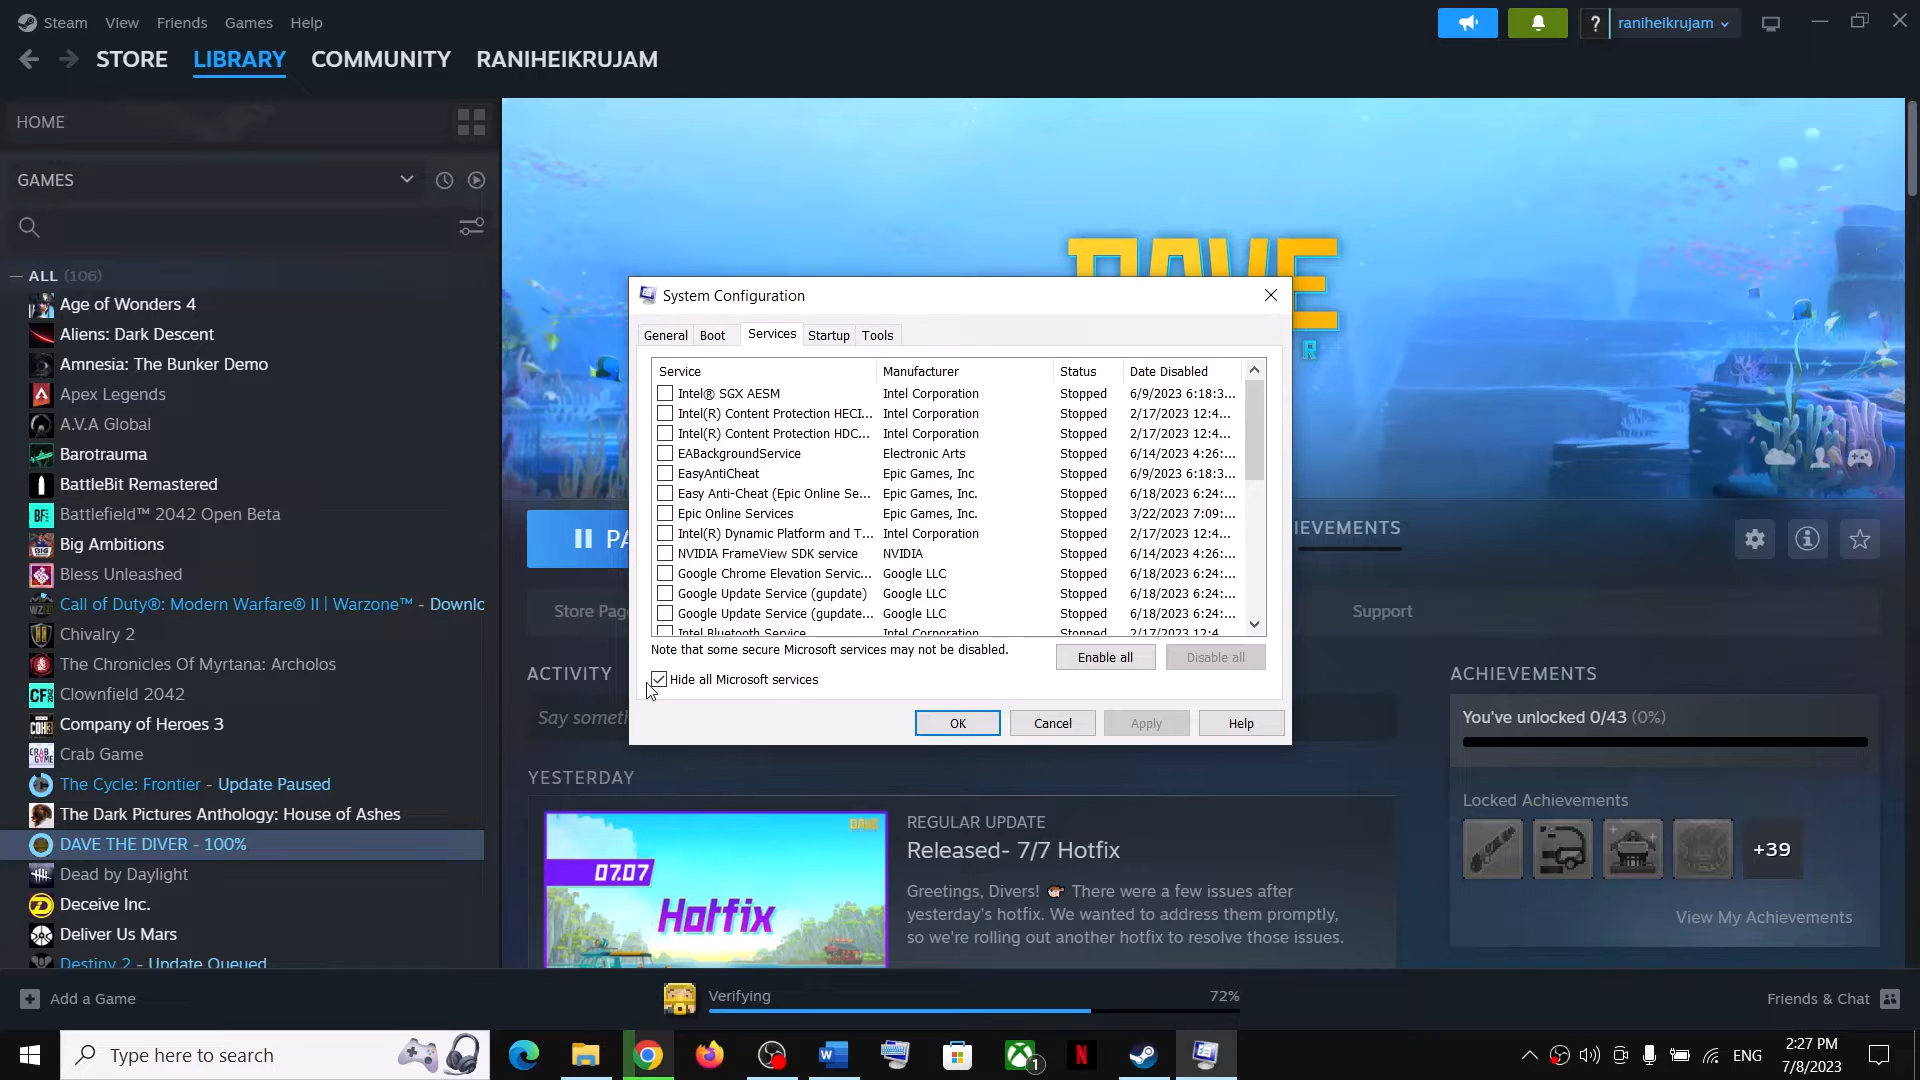 Steam View Friends Games Help
? raniheikrujam
STORE LIBRARY COMMUNITY RANIHEIKRUJAM
HOME
GAMES
ALL (106)
Age of Wonders 4
Aliens: Dark Descent
Amnesia: The Bunker Demo
Apex Legends
A.V.A Global
Barotrauma
BattleBit Remastered
Battlefield™ 2042 Open Beta
Big Ambitions
Bless Unleashed
Call of Duty®: Modern Warfare® II | Warzone™ - Downlo
Chivalry 2
The Chronicles Of Myrtana: Archolos
Clownfield 2042
Company of Heroes 3
Crab Game
The Cycle: Frontier - Update Paused
The Dark Pictures Anthology: House of Ashes
DAVE THE DIVER - 100%
Dead by Daylight
Deceive Inc.
Deliver Us Mars
Destiny 2 - Update Queued
Add a Game
DAVE
R
System Configuration
General Boot Services Startup Tools
Service Manufacturer Status Date Disabled
Intel® SGX AESM Intel Corporation Stopped 6/9/2023 6:18:3...
Intel(R) Content Protection HECI... Intel Corporation Stopped 2/17/2023 12:4...
Intel(R) Content Protection HDC... Intel Corporation Stopped 2/17/2023 12:4...
EABackgroundService Electronic Arts Stopped 6/14/2023 4:26:...
EasyAntiCheat Epic Games, Inc Stopped 6/9/2023 6:18:3...
Easy Anti-Cheat (Epic Online Se... Epic Games, Inc. Stopped 6/18/2023 6:24:...
Epic Online Services Epic Games, Inc. Stopped 3/22/2023 7:09:...
Intel(R) Dynamic Platform and T... Intel Corporation Stopped 2/17/2023 12:4...
NVIDIA FrameView SDK service NVIDIA Stopped 6/14/2023 4:26:...
Google Chrome Elevation Servic... Google LLC Stopped 6/18/2023 6:24:...
Google Update Service (gupdate) Google LLC Stopped 6/18/2023 6:24:...
Google Update Service (gupdate... Google LLC Stopped 6/18/2023 6:24:...
Intel Bluetooth Service Intel Corporation Stopped 2/17/2023 12:4
Note that some secure Microsoft services may not be disabled.
Enable all Disable all
Hide all Microsoft services
OK Cancel Apply Help
PA
IEVEMENTS
Store Pag
Support
ACTIVITY
Say someth
YESTERDAY
DAVE
07.07
Hotfix
REGULAR UPDATE
Released- 7/7 Hotfix
Greetings, Divers! There were a few issues after
yesterday's hotfix. We wanted to address them promptly,
so we're rolling out another hotfix to resolve those issues.
ACHIEVEMENTS
You've unlocked 0/43 (0%)
Locked Achievements
+39
View My Achievements
Verifying 72%
Friends & Chat
Type here to search
1
ENG
2:27 PM
7/8/2023